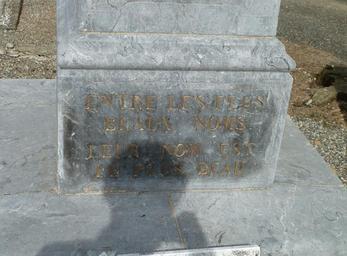 ENTRE LES PLUS
BEAUX NOMS
LEUR NOM EST
LE PLUS BEAU